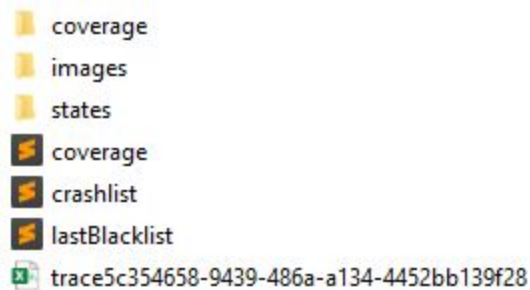 coverage
images
states
coverage
crashlist
lastBlacklist
trace5c354658-9439-486a-a134-4452bb139f28